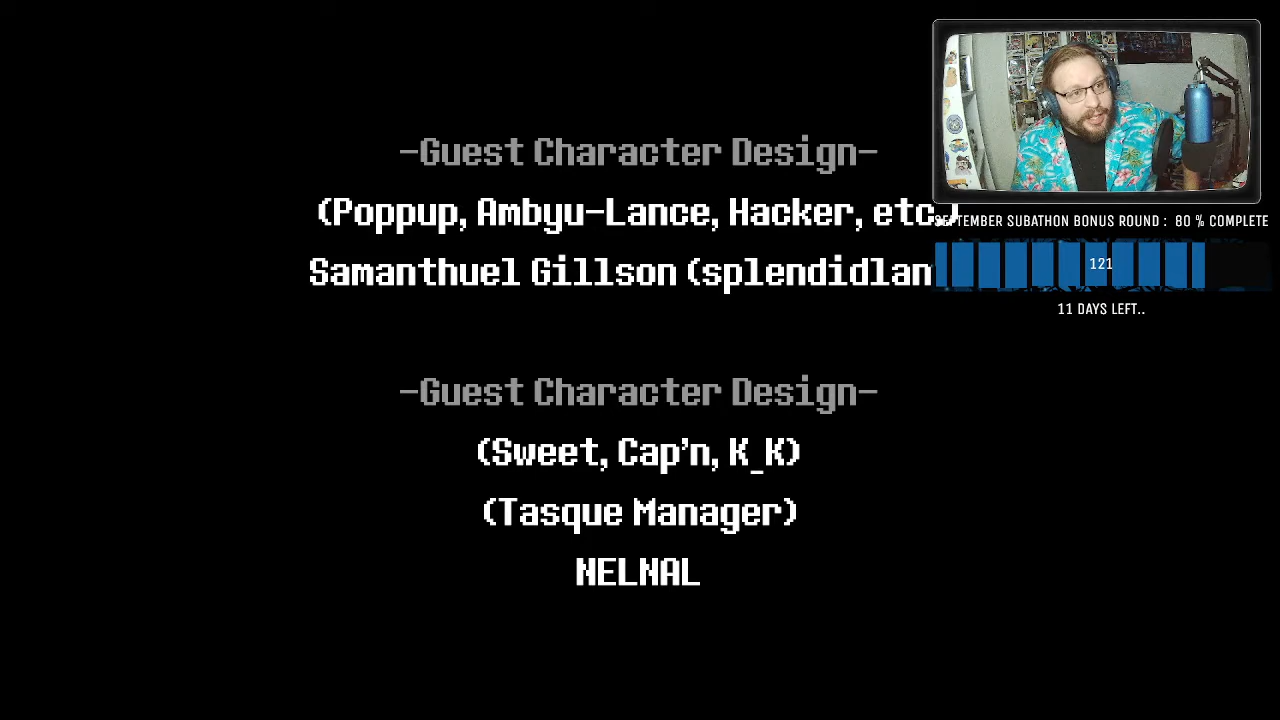 -Guest Character Design-
(Poppup, Ambyu-Lance, Hacker, etc.)
Samanthuel Gillson (splendidlan
-Guest Character Design-
(Sweet, Cap'n, K_K)
(Tasque Manager)
NELNAL
SEPTEMBER SUBATHON BONUS ROUND : 80 % COMPLETE
121
11 DAYS LEFT..